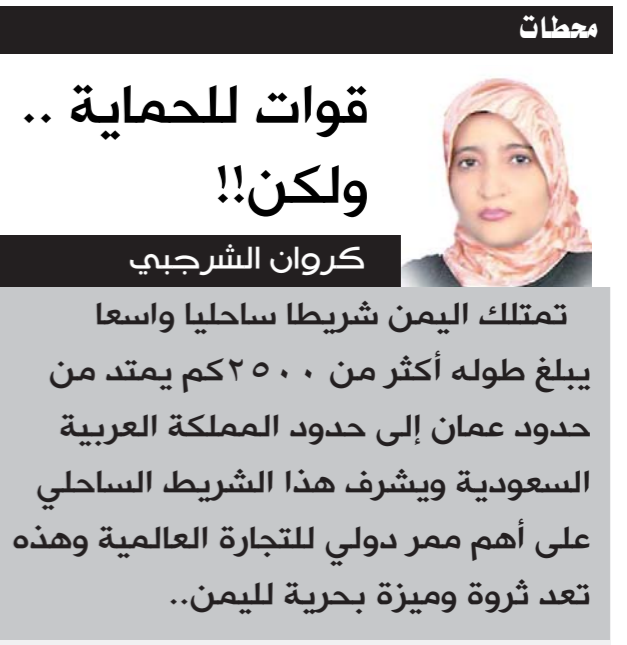 محطات
قوات للحماية ..
ولكن!!
كروان الشرجبي
تمتلك اليمن شريطا ساحليا واسعا
يبلغ طوله أكثر من ٢٥٠٠كم يمتد من
حدود عمان إلى حدود المملكة العربية
السعودية ويشرف هذا الشريط الساحلي
على أهم ممر دولي للتجارة العالمية وهذه
تعد ثروة وميزة بحرية لليمن..